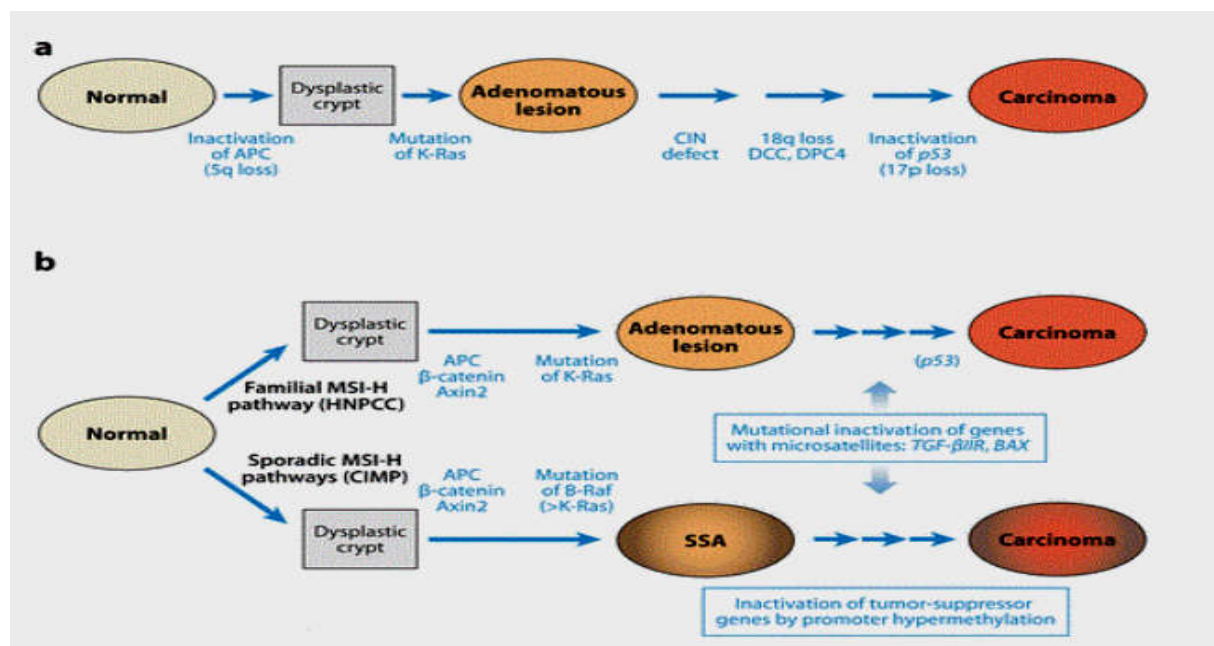 a
Normal
Dysplastic
crypt
Adenomatous
lesion
Carcinoma
Inactivation
of APC
(5q loss)
Mutation
of K-Ras
CIN
defect
18q loss
DCC, DPC4
Inactivation
of p53
(17p loss)
b
Normal
Familial MSI-H
pathway (HNPCC)
Dysplastic
crypt
APC
β-catenin
Axin2
Mutation
of K-Ras
Adenomatous
lesion
(p53)
Carcinoma
Mutational inactivation of genes
with microsatellites: TGF-βIIR, BAX
Sporadic MSI-H
pathways (CIMP)
Dysplastic
crypt
APC
β-catenin
Axin2
Mutation
of B-Raf
(>K-Ras)
SSA
Carcinoma
Inactivation of tumor-suppressor
genes by promoter hypermethylation